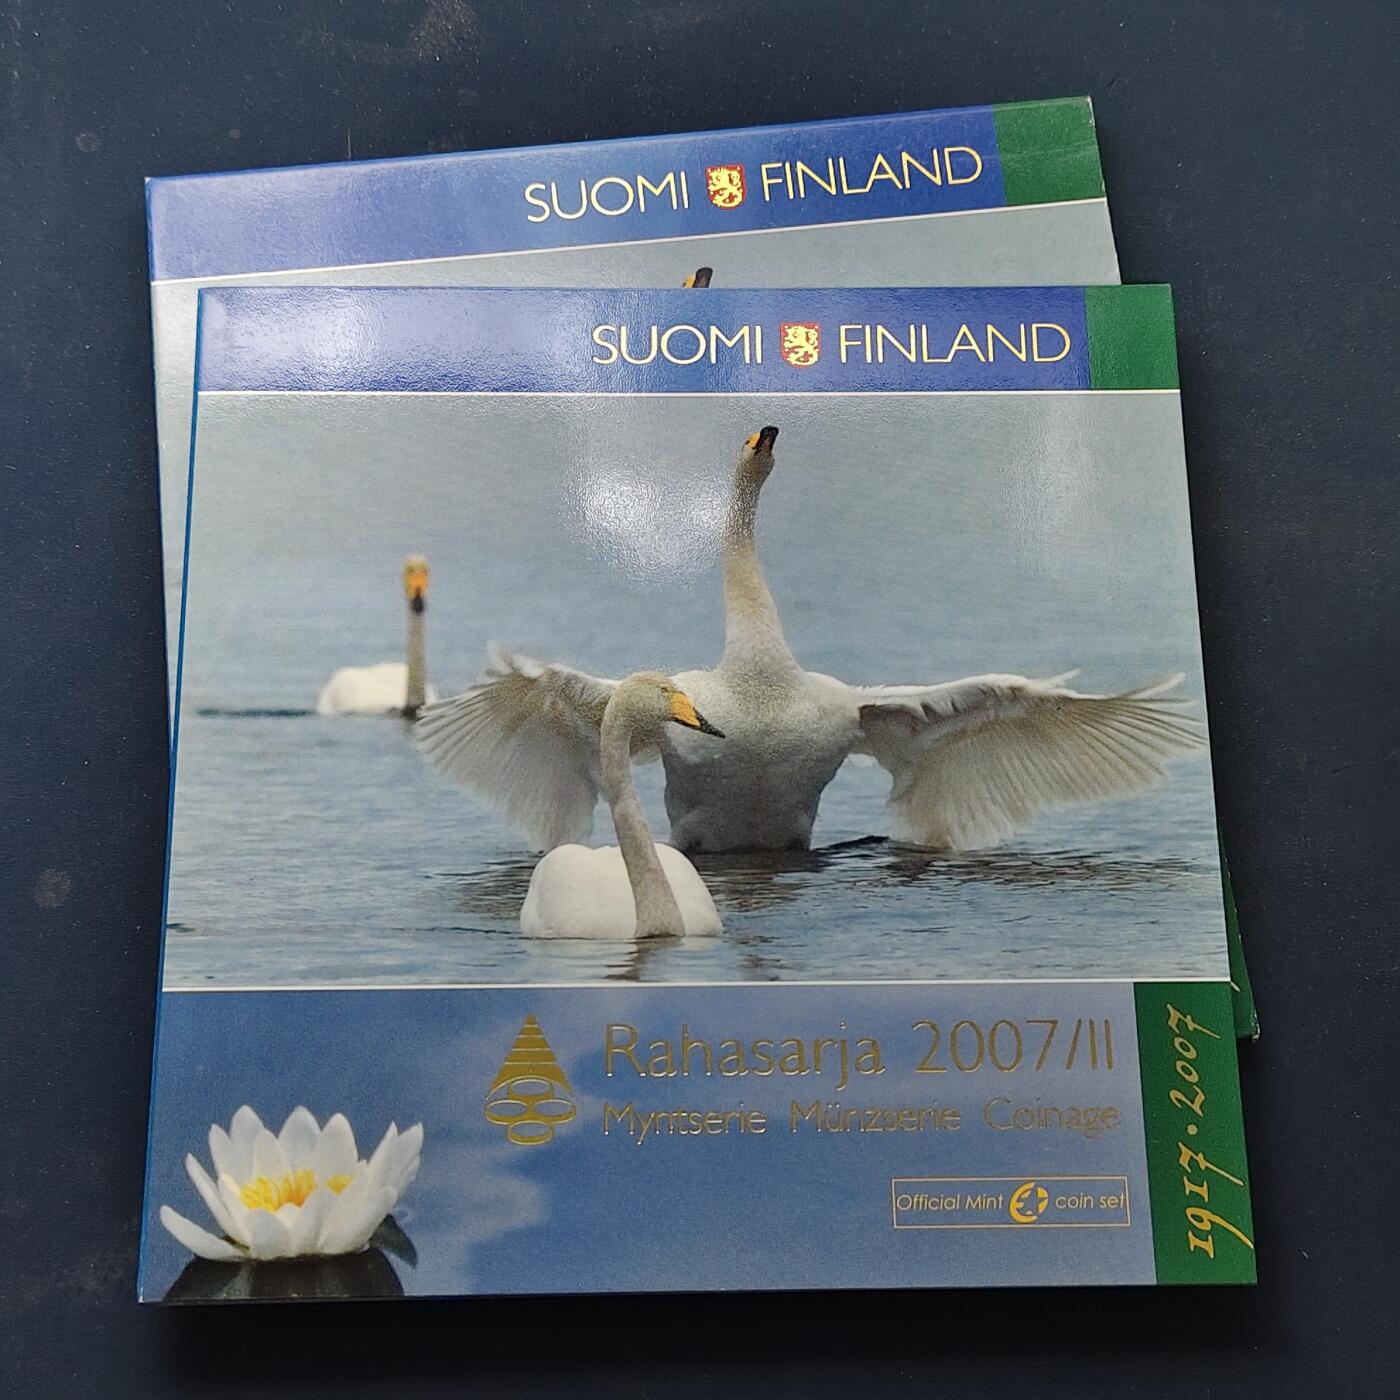 SUOMI FINLAND
SUOMI FINLAND
Rahasarja 2007/II
Myntserie Münzserie Coinage
Official Mint coin set
1917·2007